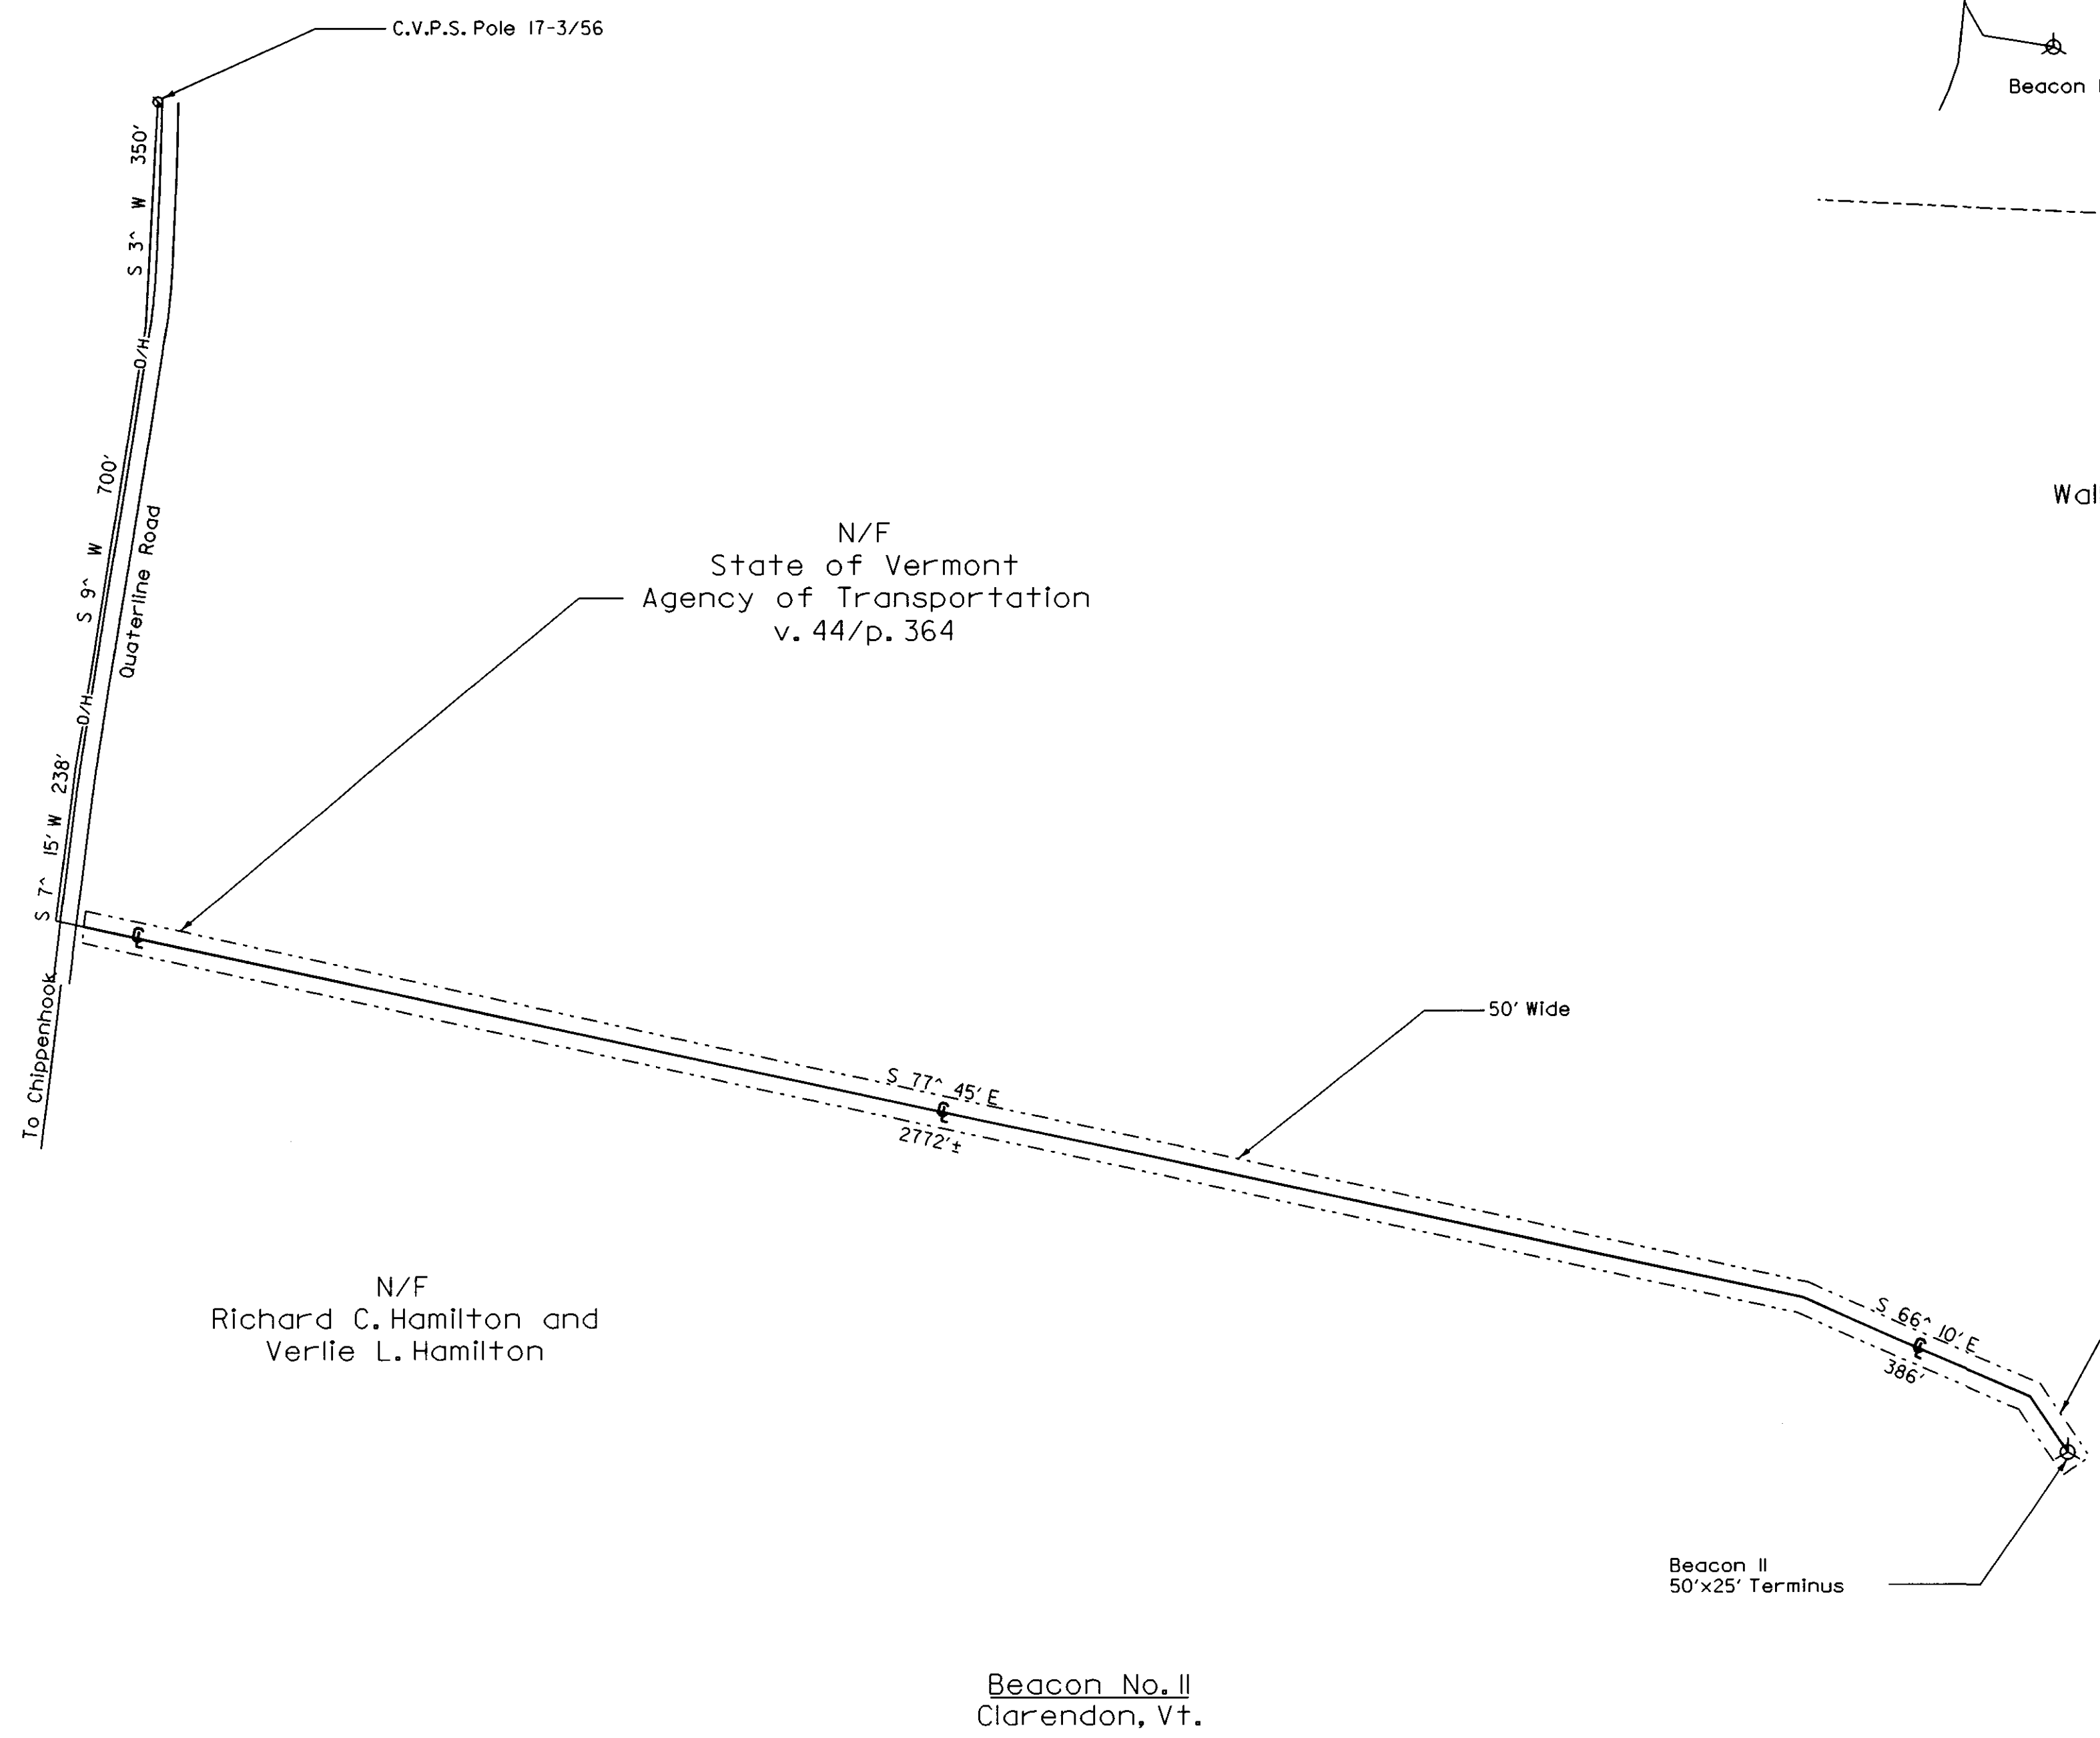 C.V.P.S. Pole 17-3/56
Beacon
S 3^ W 350'
O/H
S 9^ W 700'
Quaterline Road
O/H
S 7^ 15' W 238'
To Chippenhook
N/F
State of Vermont
Agency of Transportation
v. 44/p. 364
Wal
℄
S 77^ 45' E
℄
2772'±
50' Wide
S 66^ 10' E
℄
386'
N/F
Richard C. Hamilton and
Verlie L. Hamilton
Beacon II
50'x25' Terminus
Beacon No. II
Clarendon, Vt.